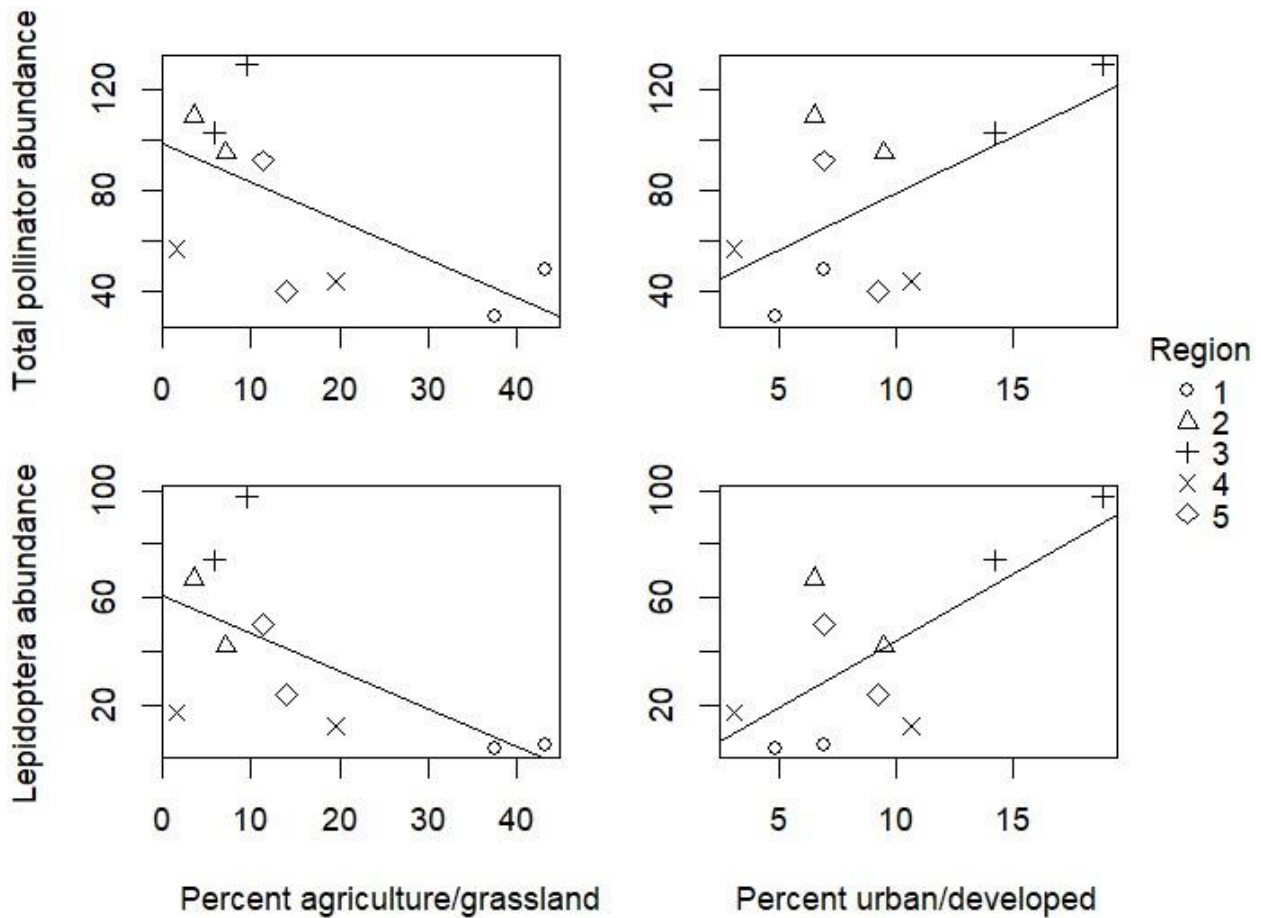 Total pollinator abundance
120
80
40
0 10 20 30 40
120
80
40
5 10 15
Region
1
2
3
4
5
Lepidoptera abundance
100
60
20
0 10 20 30 40
Percent agriculture/grassland
100
60
20
5 10 15
Percent urban/developed